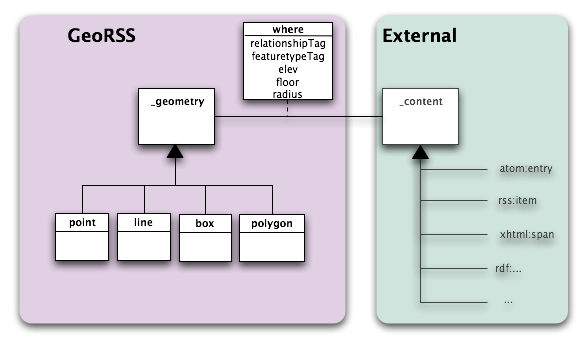 GeoRSS
External
where
relationshipTag
featuretypeTag
elev
floor
radius
_geometry
_content
point
line
box
polygon
atom:entry
rss:item
xhtml:span
rdf:...
...